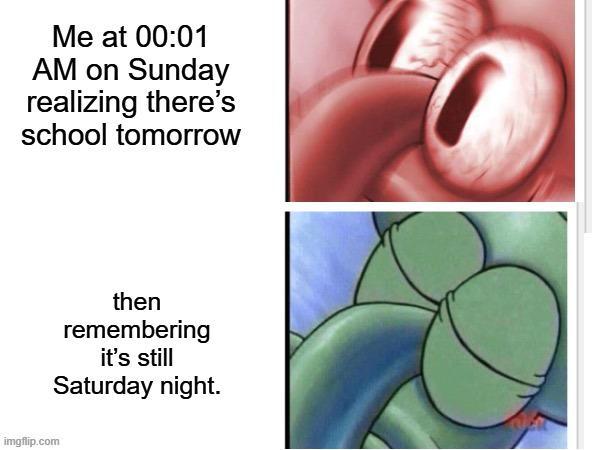 Me at 00:01
AM on Sunday
realizing there’s
school tomorrow
then
remembering
it’s still
Saturday night.
imgflip.com